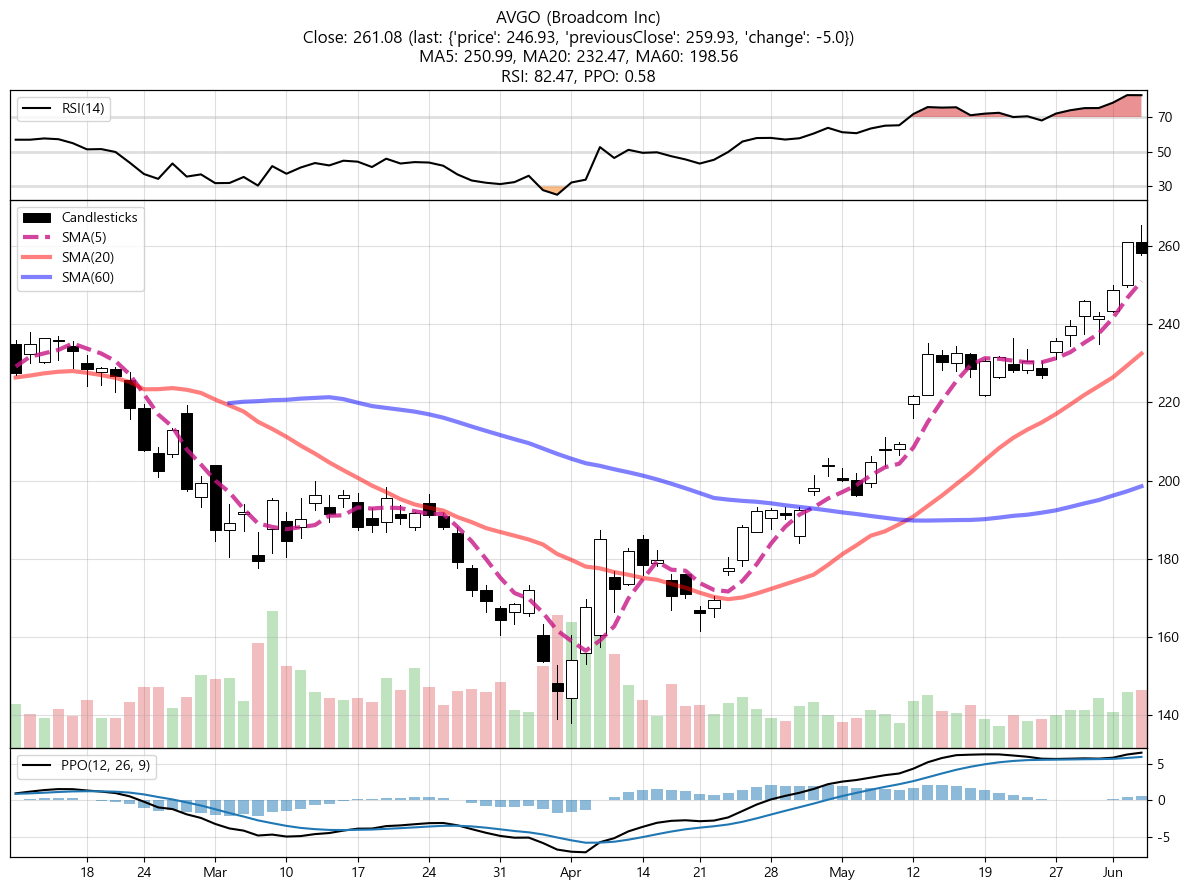 AVGO (Broadcom Inc)
Close: 261.08 (last: {'price': 246.93, 'previousClose': 259.93, 'change': -5.0})
MA5: 250.99, MA20: 232.47, MA60: 198.56
RSI: 82.47, PPO: 0.58
RSI(14)
70
50
30
Candlesticks
SMA(5)
SMA(20)
SMA(60)
260
240
220
200
180
160
140
PPO(12, 26, 9)
5
0
-5
18 24 Mar 10 17 24 Apr 14 21 28 May 12 19 27 Jun